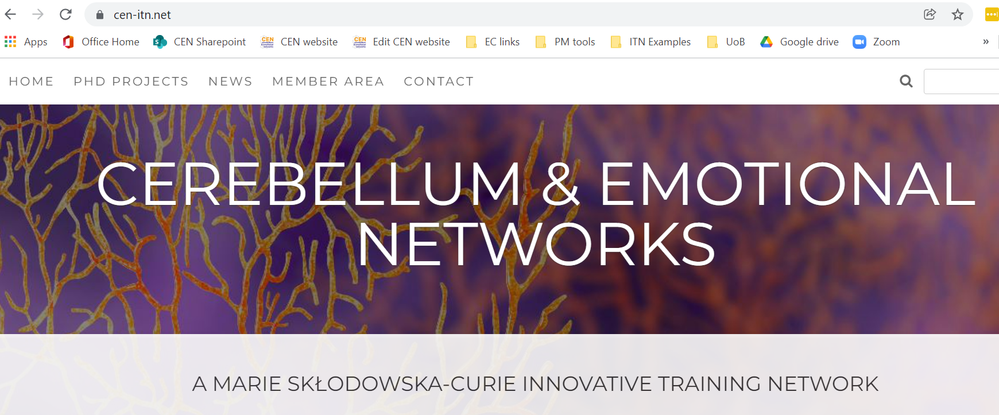 cen-itn.net
Apps Office Home CEN Sharepoint CEN website Edit CEN website EC links PM tools ITN Examples UoB Google drive Zoom »
HOME PHD PROJECTS NEWS MEMBER AREA CONTACT
CEREBELLUM & EMOTIONAL
NETWORKS
A MARIE SKŁODOWSKA-CURIE INNOVATIVE TRAINING NETWORK